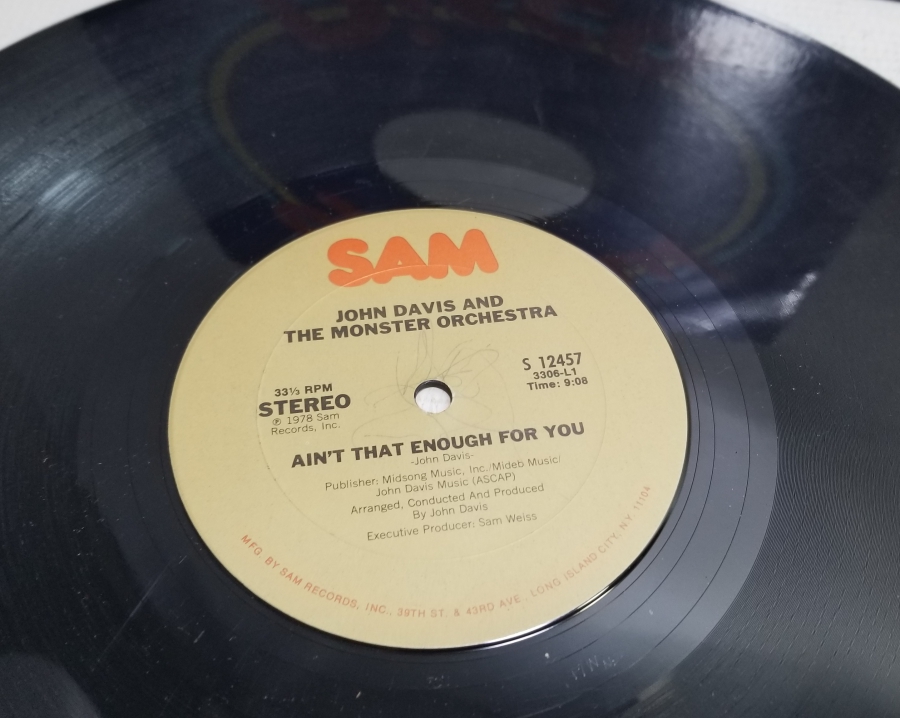 SAM
JOHN DAVIS AND
THE MONSTER ORCHESTRA
33⅓ RPM
STEREO
℗ 1978 Sam
Records, Inc.
S 12457
3306-L1
Time: 9:08
AIN'T THAT ENOUGH FOR YOU
-John Davis-
Publisher: Midsong Music, Inc./Mideb Music/
John Davis Music (ASCAP)
Arranged, Conducted And Produced
By John Davis
Executive Producer: Sam Weiss
MFG. BY SAM RECORDS, INC., 39TH ST. & 43RD AVE., LONG ISLAND CITY, N.Y. 11104